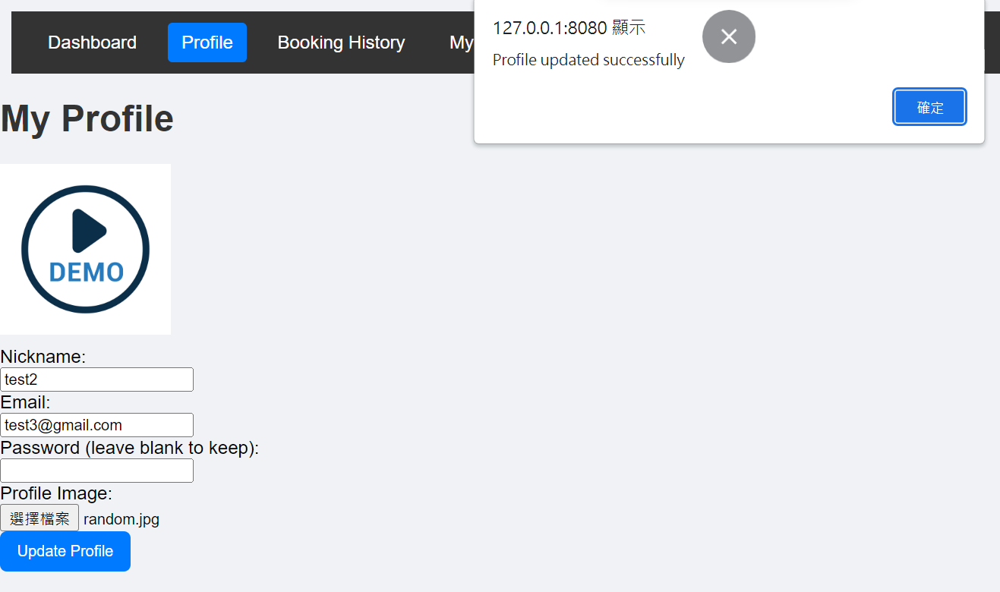 Dashboard Profile Booking History My
127.0.0.1:8080 顯示
Profile updated successfully
確定
My Profile
DEMO
Nickname:
test2
Email:
test3@gmail.com
Password (leave blank to keep):
Profile Image:
選擇檔案 random.jpg
Update Profile